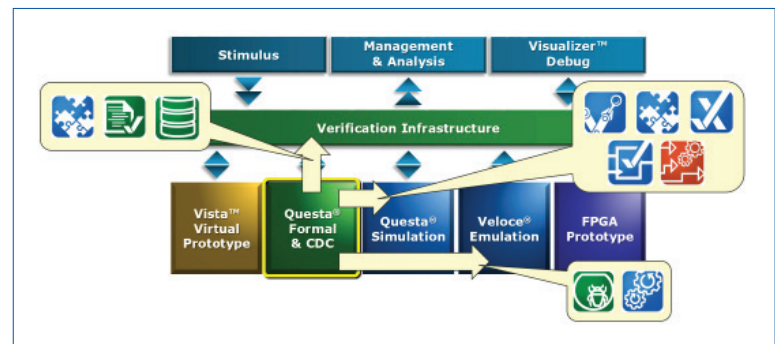 Stimulus
Management
& Analysis
Visualizer™
Debug
Verification Infrastructure
Vista™
Virtual
Prototype
Questa®
Formal
& CDC
Questa®
Simulation
Veloce®
Emulation
FPGA
Prototype